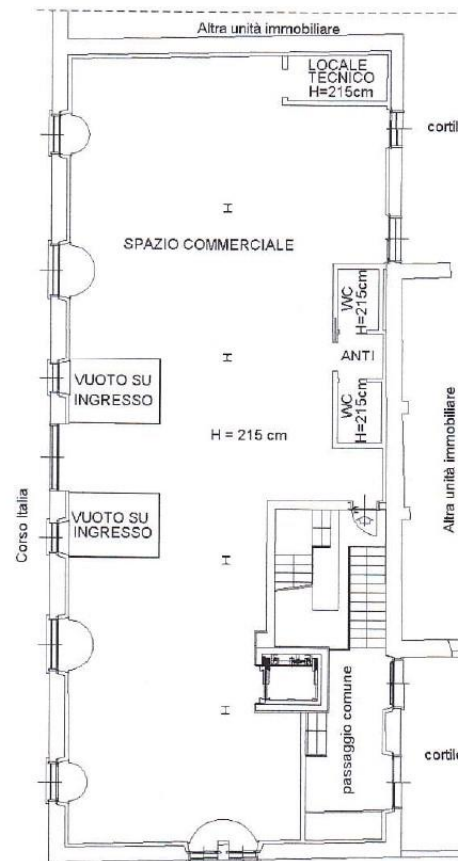 Altra unità immobiliare
LOCALE
TECNICO
H=215cm
cortile
SPAZIO COMMERCIALE
WC
H=215cm
ANTI
VUOTO SU
INGRESSO
WC
H=215cm
H = 215 cm
Altra unità immobiliare
Corso Italia
VUOTO SU
INGRESSO
passaggio comune
cortile